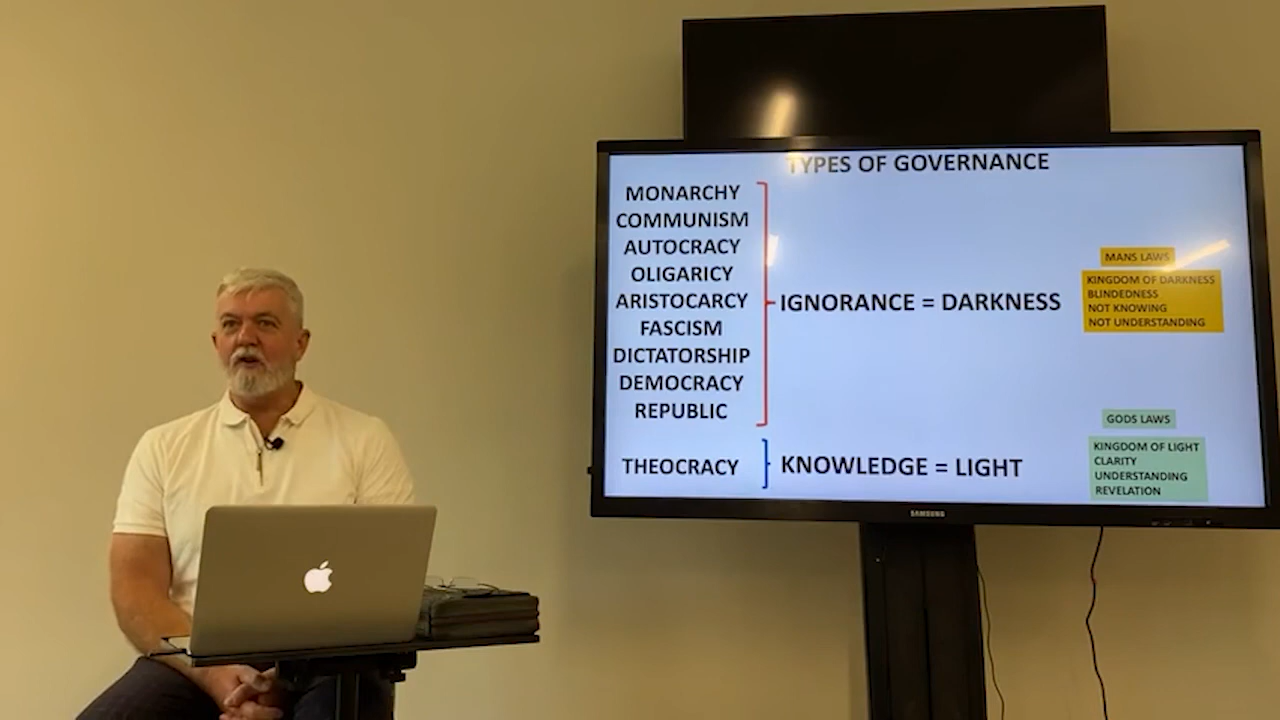 TYPES OF GOVERNANCE
MONARCHY
COMMUNISM
AUTOCRACY
OLIGARICY
ARISTOCARCY
FASCISM
DICTATORSHIP
DEMOCRACY
REPUBLIC
IGNORANCE = DARKNESS
MANS LAWS
KINGDOM OF DARKNESS
BLINDEDNESS
NOT KNOWING
NOT UNDERSTANDING
THEOCRACY
KNOWLEDGE = LIGHT
GODS LAWS
KINGDOM OF LIGHT
CLARITY
UNDERSTANDING
REVELATION
SAMSUNG